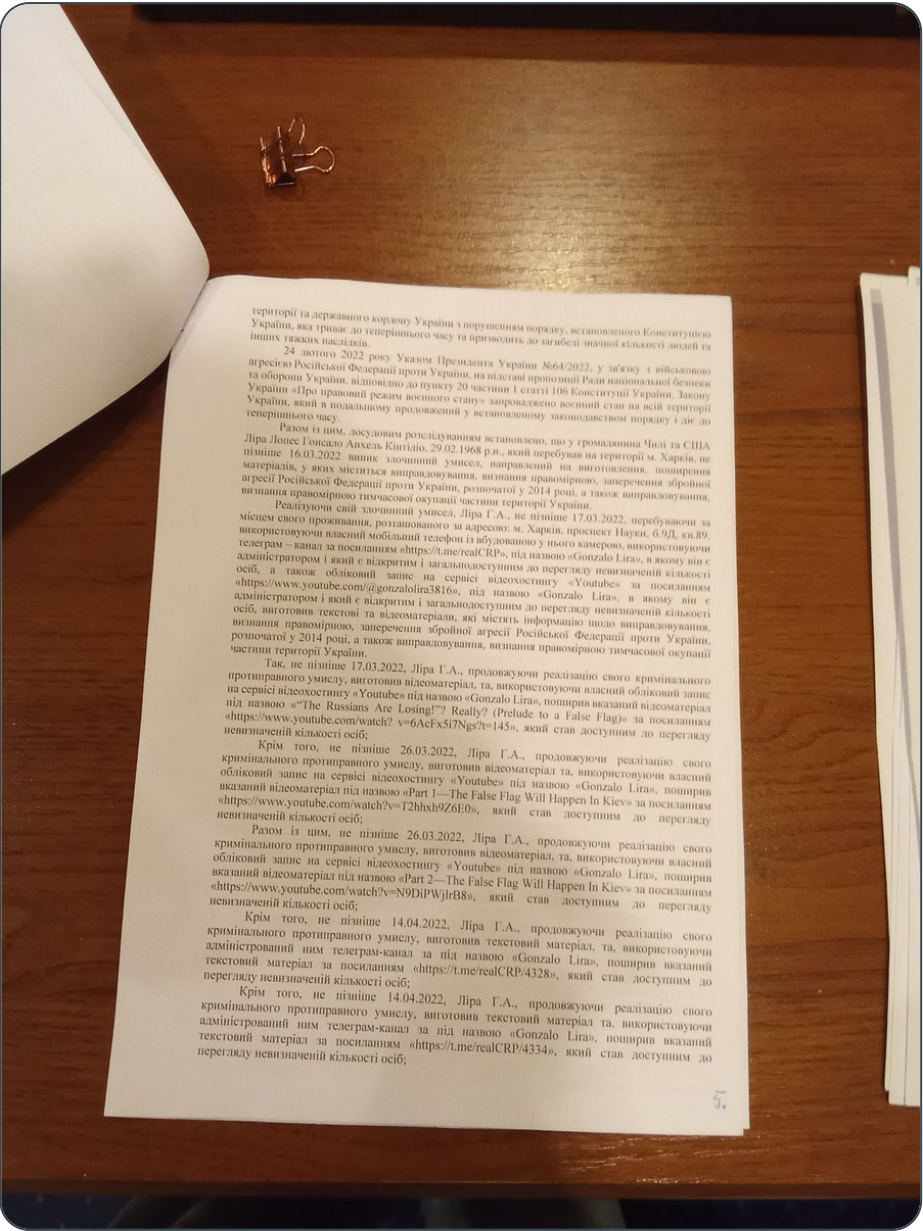 території та державного кордону України з порушенням порядку, встановленого Конституцією
України, яка триває до теперішнього часу та призводить до загибелі значної кількості людей та
інших тяжких наслідків.
24 лютого 2022 року Указом Президента України №64/2022, у зв'язку з військовою
агресією Російської Федерації проти України, на підставі пропозиції Ради національної безпеки
та оборони України, відповідно до пункту 20 частини 1 статті 106 Конституції України, Закону
України «Про правовий режим воєнного стану» запроваджено воєнний стан на всій території
України, який в подальшому продовжений у встановленому законодавством порядку і діє до
теперішнього часу.
Разом із цим, досудовим розслідуванням встановлено, що у громадянина Чилі та США
Ліра Лопес Гонсало Анхель Кінтіліо, 29.02.1968 р.н., який перебував на території м. Харків, не
пізніше 16.03.2022 виник злочинний умисел, направлений на виготовлення, поширення
матеріалів, у яких міститься виправдовування, визнання правомірною, заперечення збройної
агресії Російської Федерації проти України, розпочатої у 2014 році, а також виправдовування,
визнання правомірною тимчасової окупації частини території України.
Реалізуючи свій злочинний умисел, Ліра Г.А., не пізніше 17.03.2022, перебуваючи за
місцем свого проживання, розташованого за адресою: м. Харків, проспект Науки, б.9Д, кв.89,
використовуючи власний мобільний телефон із вбудованою у нього камерою, використовуючи
телеграм – канал за посиланням «https://t.me/realCRP», під назвою «Gonzalo Lira», в якому він є
адміністратором і який є відкритим і загальнодоступним до перегляду невизначеної кількості
осіб, а також обліковий запис на сервісі відеохостингу «Youtube» за посиланням
«https://www.youtube.com/@gonzalolira3816», під назвою «Gonzalo Lira», в якому він є
адміністратором і який є відкритим і загальнодоступним до перегляду невизначеній кількості
осіб, виготовив текстові та відеоматеріали, які містять інформацію щодо виправдовування,
визнання правомірною, заперечення збройної агресії Російської Федерації проти України,
розпочатої у 2014 році, а також виправдовування, визнання правомірною тимчасової окупації
частини території України.
Так, не пізніше 17.03.2022, Ліра Г.А., продовжуючи реалізацію свого кримінального
протиправного умислу, виготовив відеоматеріал, та, використовуючи власний обліковий запис
на сервісі відеохостингу «Youtube» під назвою «Gonzalo Lira», поширив вказаний відеоматеріал
під назвою «“The Russians Are Losing!”? Really? (Prelude to a False Flag)» за посиланням
«https://www.youtube.com/watch? v=6AcFx5i7Ngs?t=145», який став доступним до перегляду
невизначеної кількості осіб;
Крім того, не пізніше 26.03.2022, Ліра Г.А., продовжуючи реалізацію свого
кримінального протиправного умислу, виготовив відеоматеріал та, використовуючи власний
обліковий запис на сервісі відеохостингу «Youtube» під назвою «Gonzalo Lira», поширив
вказаний відеоматеріал під назвою «Part 1—The False Flag Will Happen In Kiev» за посиланням
«https://www.youtube.com/watch?v=T2hhxh9Z6E0», який став доступним до перегляду
невизначеній кількості осіб;
Разом із цим, не пізніше 26.03.2022, Ліра Г.А., продовжуючи реалізацію свого
кримінального протиправного умислу, виготовив відеоматеріал, та, використовуючи власний
обліковий запис на сервісі відеохостингу «Youtube» під назвою «Gonzalo Lira», поширив
вказаний відеоматеріал під назвою «Part 2—The False Flag Will Happen In Kiev» за посиланням
«https://www.youtube.com/watch?v=N9DiPWjlrB8», який став доступним до перегляду
невизначеній кількості осіб;
Крім того, не пізніше 14.04.2022, Ліра Г.А., продовжуючи реалізацію свого
кримінального протиправного умислу, виготовив текстовий матеріал, та, використовуючи
адміністрований ним телеграм-канал за під назвою «Gonzalo Lira», поширив вказаний
текстовий матеріал за посиланням «https://t.me/realCRP/4328», який став доступним до
перегляду невизначеній кількості осіб;
Крім того, не пізніше 14.04.2022, Ліра Г.А., продовжуючи реалізацію свого
кримінального протиправного умислу, виготовив текстовий матеріал та, використовуючи
адміністрований ним телеграм-канал за під назвою «Gonzalo Lira», поширив вказаний
текстовий матеріал за посиланням «https://t.me/realCRP/4334», який став доступним до
перегляду невизначеній кількості осіб;
5.